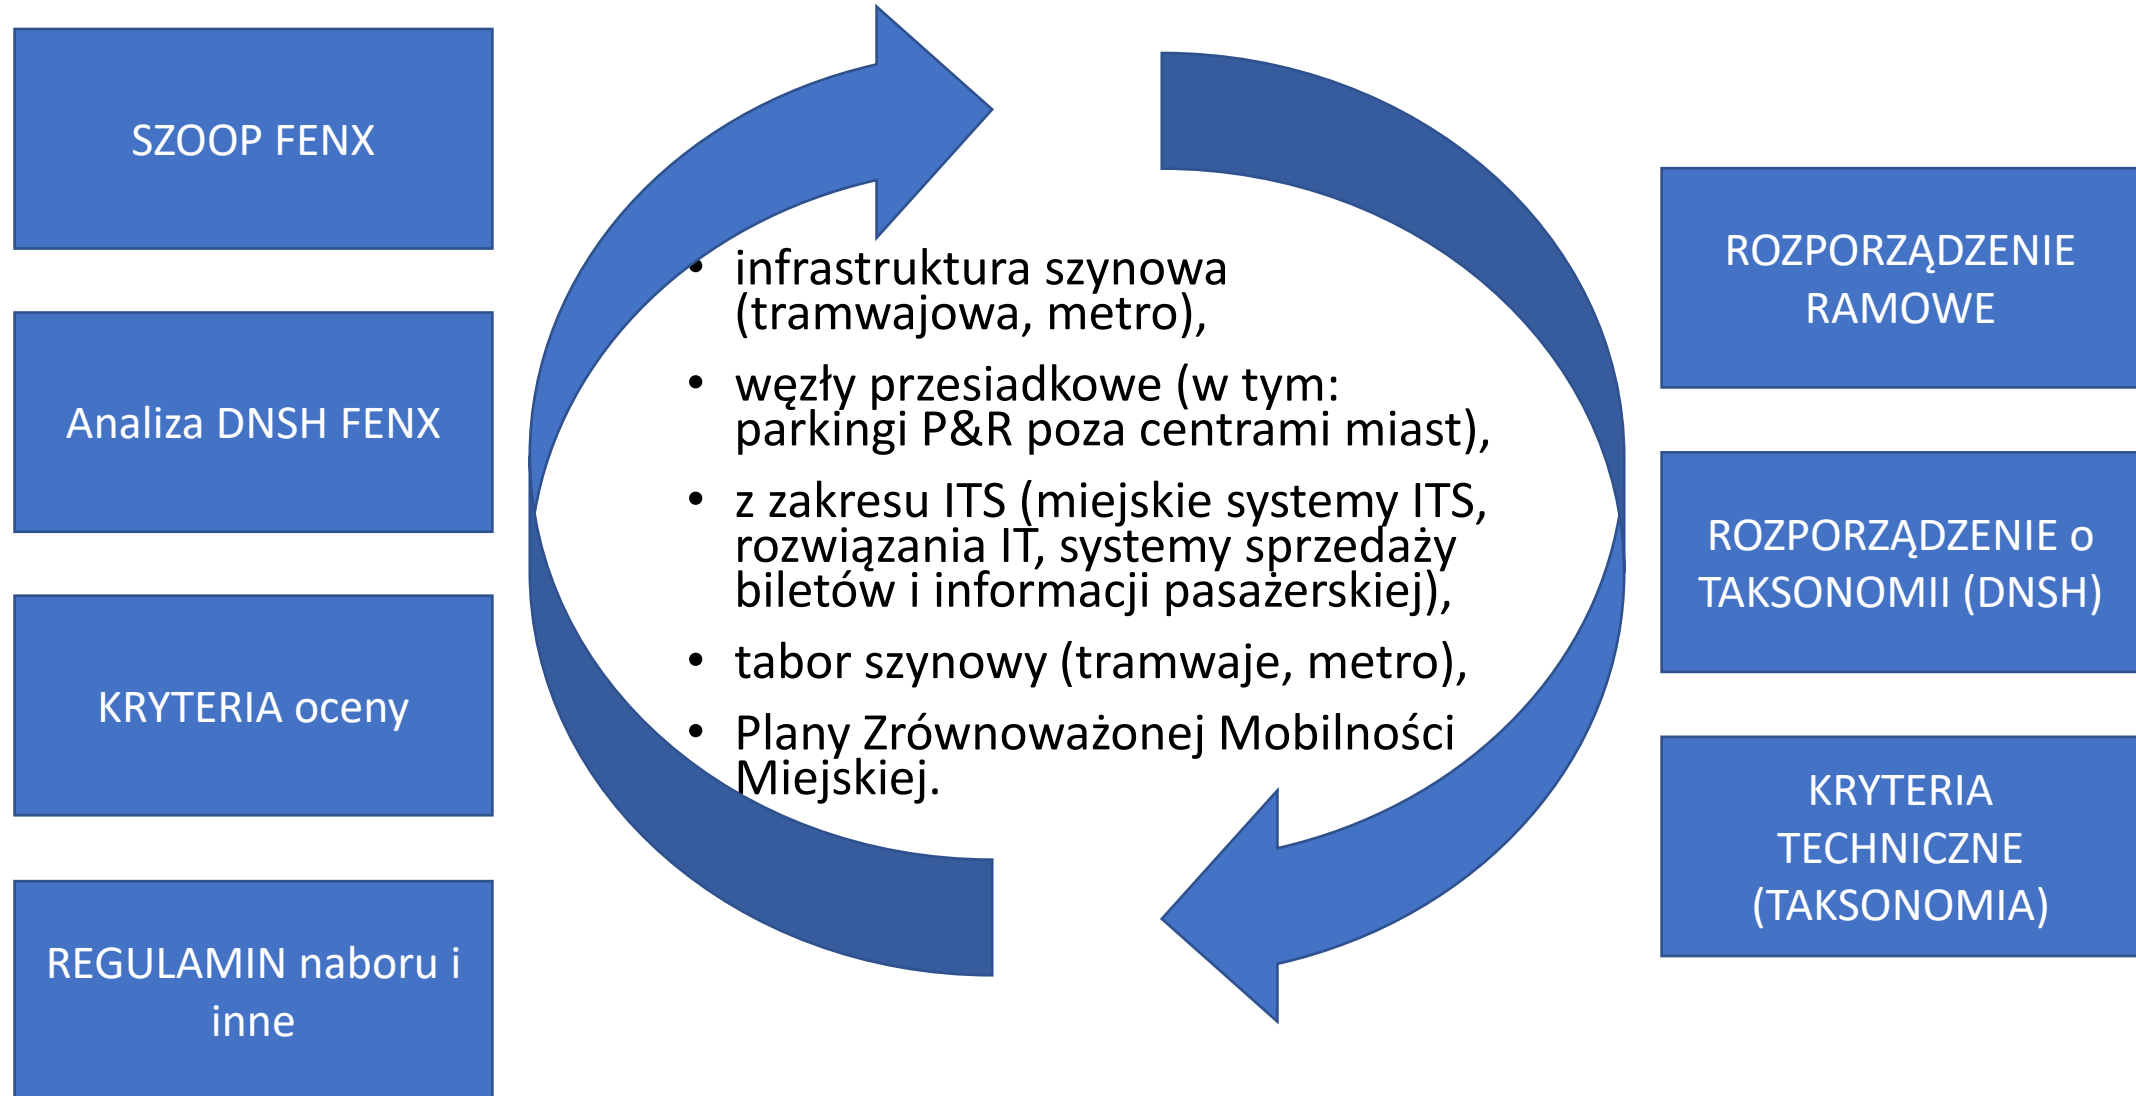 SZOOP FENX
Analiza DNSH FENX
KRYTERIA oceny
REGULAMIN naboru i
inne
• infrastruktura szynowa
(tramwajowa, metro),
• węzły przesiadkowe (w tym:
parkingi P&R poza centrami miast),
• z zakresu ITS (miejskie systemy ITS,
rozwiązania IT, systemy sprzedaży
biletów i informacji pasażerskiej),
• tabor szynowy (tramwaje, metro),
• Plany Zrównoważonej Mobilności
Miejskiej.
ROZPORZĄDZENIE
RAMOWE
ROZPORZĄDZENIE o
TAKSONOMII (DNSH)
KRYTERIA
TECHNICZNE
(TAKSONOMIA)